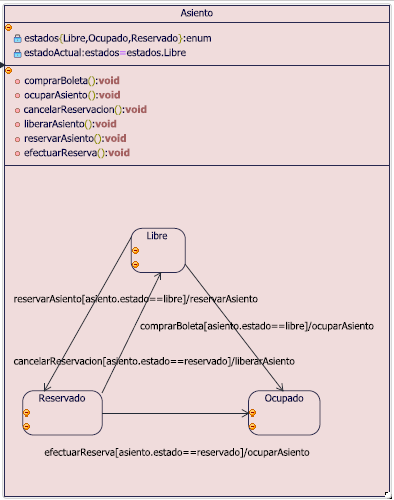 Asiento
estados{Libre,Ocupado,Reservado}:enum
estadoActual:estados=estados.Libre
comprarBoleta():void
ocuparAsiento():void
cancelarReservacion():void
liberarAsiento():void
reservarAsiento():void
efectuarReserva():void
Libre
reservarAsiento[asiento.estado==libre]/reservarAsiento
comprarBoleta[asiento.estado==libre]/ocuparAsiento
cancelarReservacion[asiento.estado==reservado]/liberarAsiento
Reservado
Ocupado
efectuarReserva[asiento.estado==reservado]/ocuparAsiento